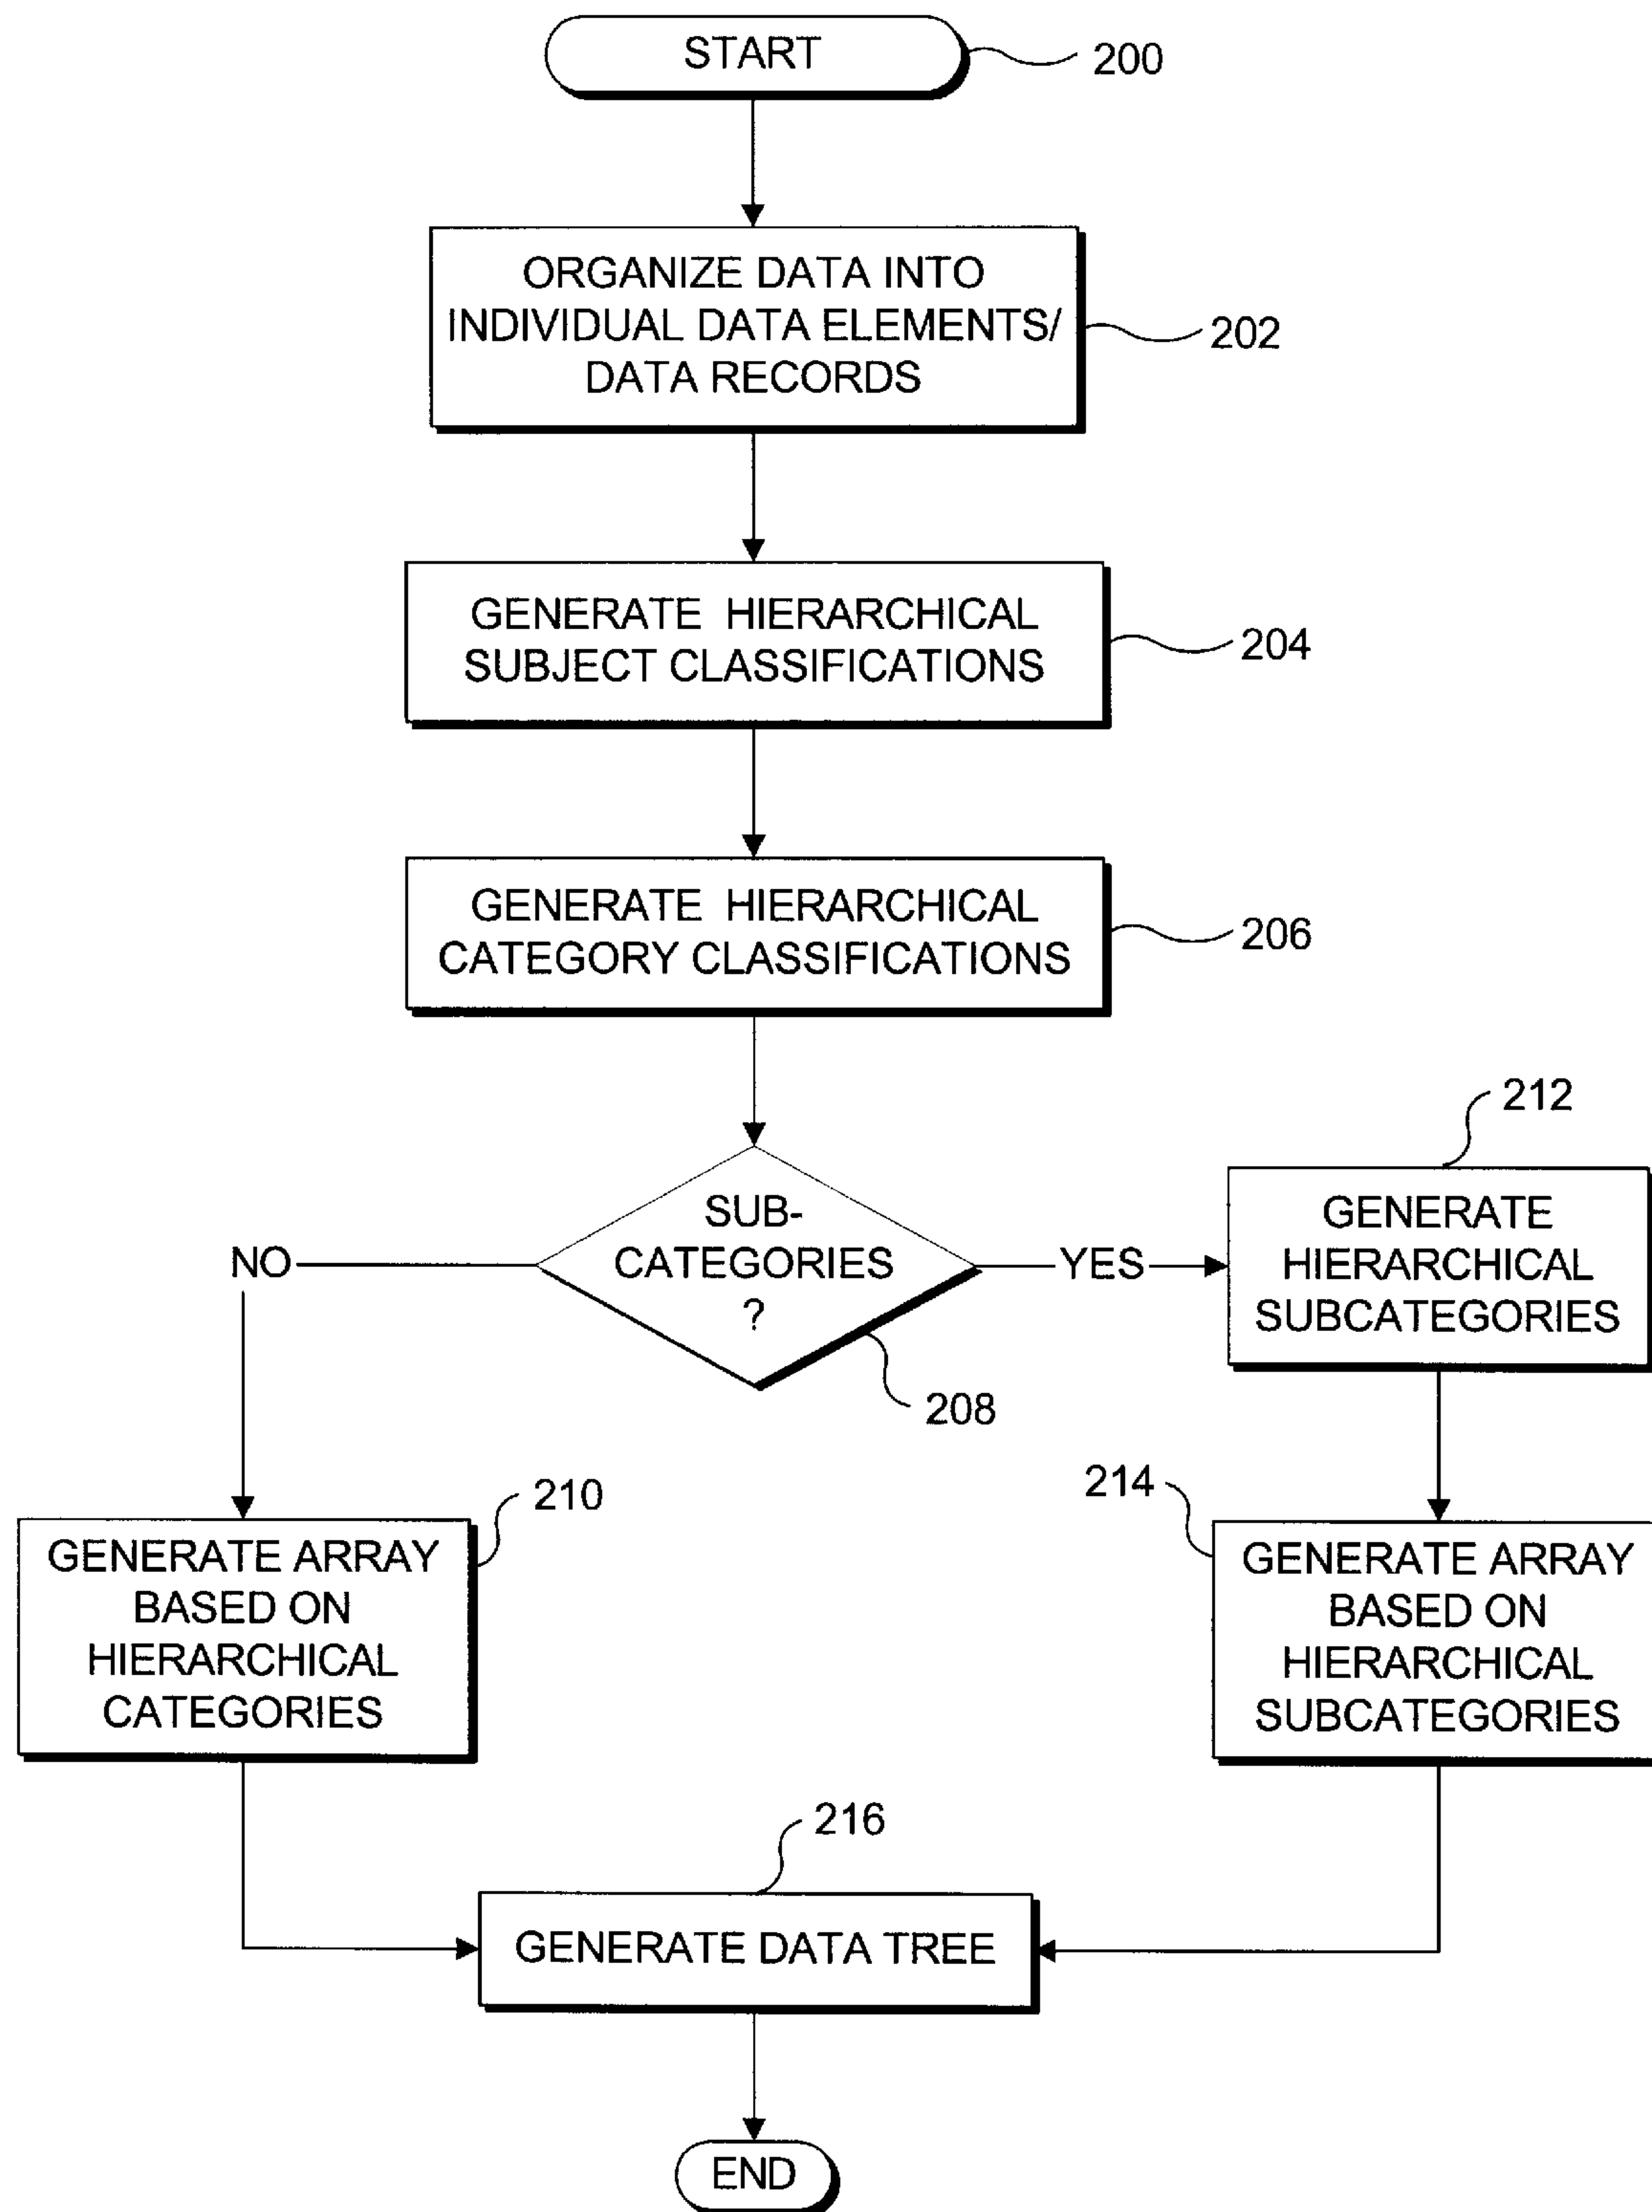 START
200
ORGANIZE DATA INTO
INDIVIDUAL DATA ELEMENTS/
DATA RECORDS
202
GENERATE HIERARCHICAL
SUBJECT CLASSIFICATIONS
204
GENERATE HIERARCHICAL
CATEGORY CLASSIFICATIONS
206
SUB-
CATEGORIES
?
208
NO
YES
212
GENERATE
HIERARCHICAL
SUBCATEGORIES
210
GENERATE ARRAY
BASED ON
HIERARCHICAL
CATEGORIES
214
GENERATE ARRAY
BASED ON
HIERARCHICAL
SUBCATEGORIES
216
GENERATE DATA TREE
END